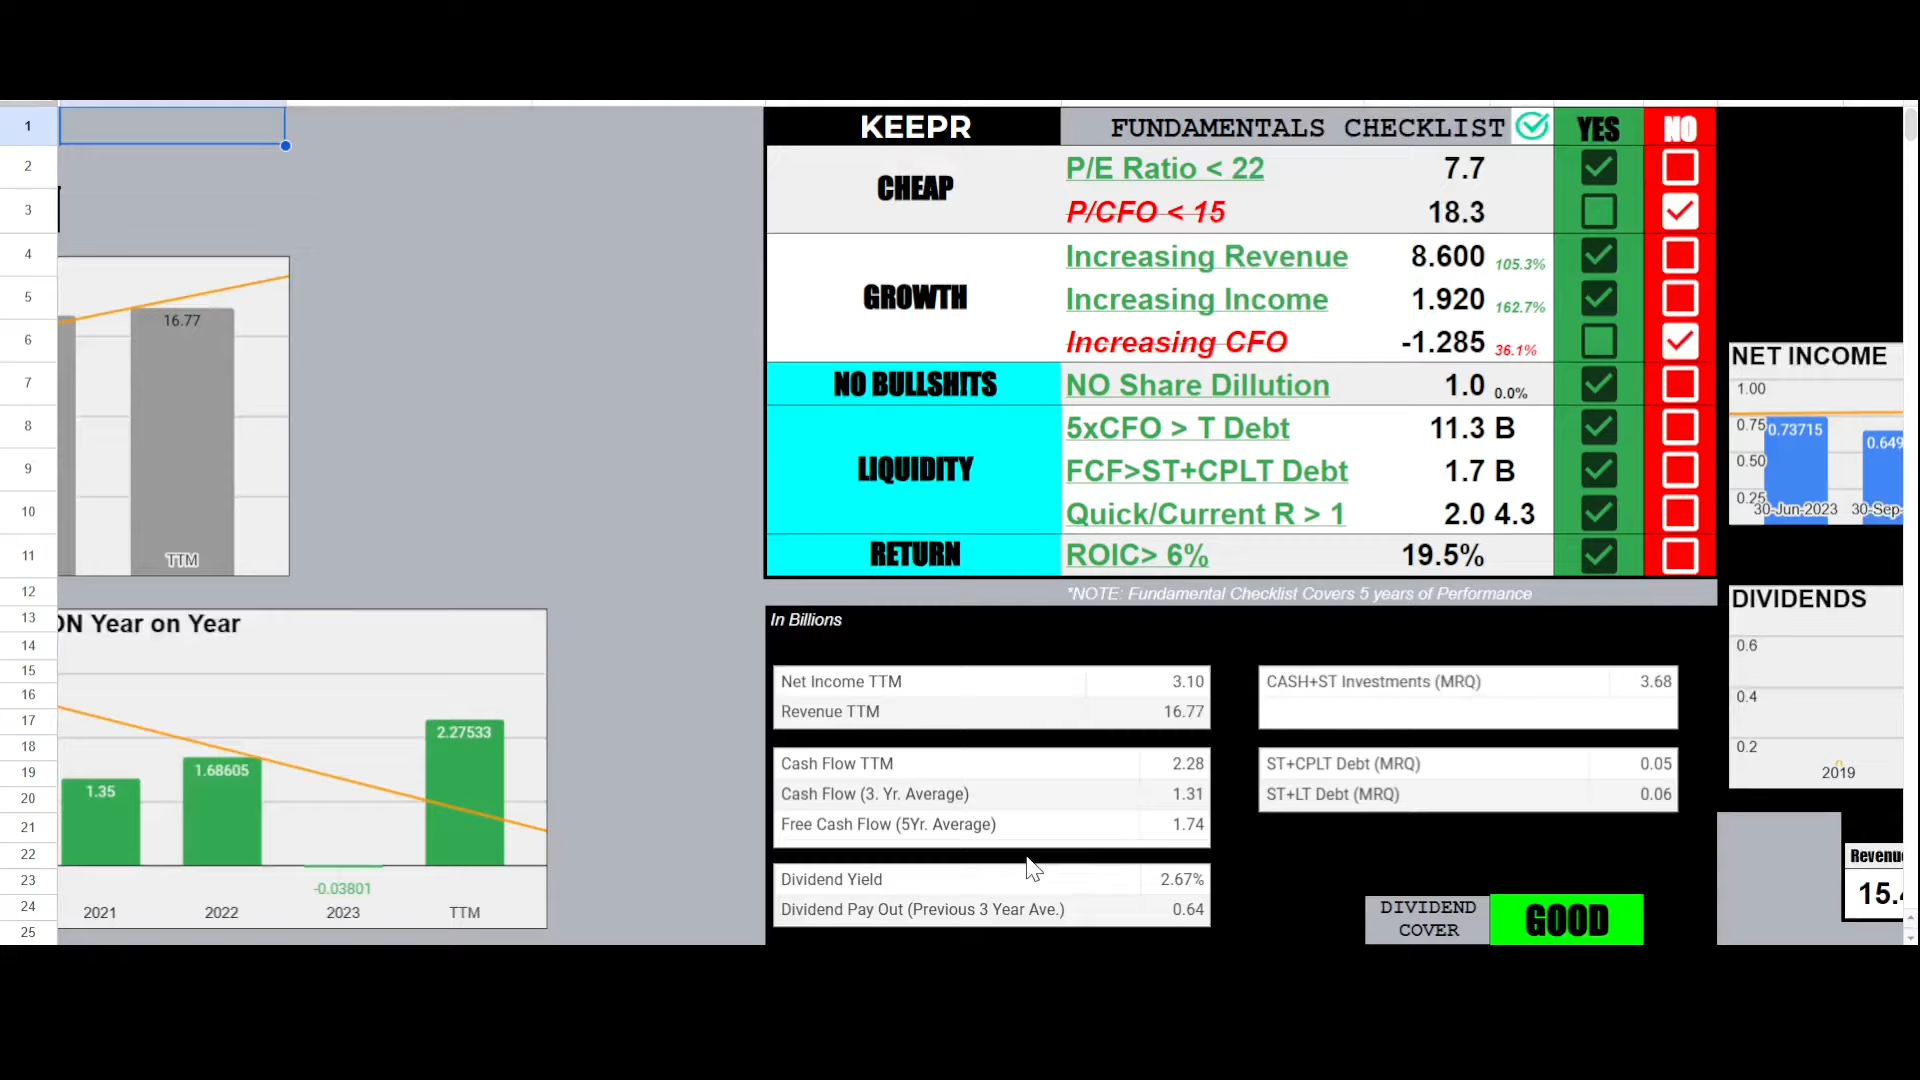 KEEPR FUNDAMENTALS CHECKLIST YES NO
1
2
3
4
5
6
7
8
9
10
11
12
13
14
15
16
17
18
19
20
21
22
23
24
25
16.77
TTM
ON Year on Year
1.35
1.68605
2.27533
-0.03801
2021 2022 2023 TTM
CHEAP
P/E Ratio < 22 7.7
P/CFO < 15 18.3
GROWTH
Increasing Revenue 8.600 105.3%
Increasing Income 1.920 162.7%
Increasing CFO -1.285 36.1%
NO BULLSH!TS
NO Share Dillution 1.0 0.0%
LIQUIDITY
5xCFO > T Debt 11.3 B
FCF>ST+CPLT Debt 1.7 B
Quick/Current R > 1 2.0 4.3
RETURN
ROIC> 6% 19.5%
*NOTE: Fundamental Checklist Covers 5 years of Performance
In Billions
Net Income TTM 3.10
Revenue TTM 16.77
Cash Flow TTM 2.28
Cash Flow (3. Yr. Average) 1.31
Free Cash Flow (5Yr. Average) 1.74
Dividend Yield 2.67%
Dividend Pay Out (Previous 3 Year Ave.) 0.64
CASH+ST Investments (MRQ) 3.68
ST+CPLT Debt (MRQ) 0.05
ST+LT Debt (MRQ) 0.06
DIVIDEND
COVER
GOOD
NET INCOME
1.00
0.75
0.50
0.25
0.73715
0.649
30-Jun-2023 30-Sep-
DIVIDENDS
0.6
0.4
0.2
2019
Revenu
15.4